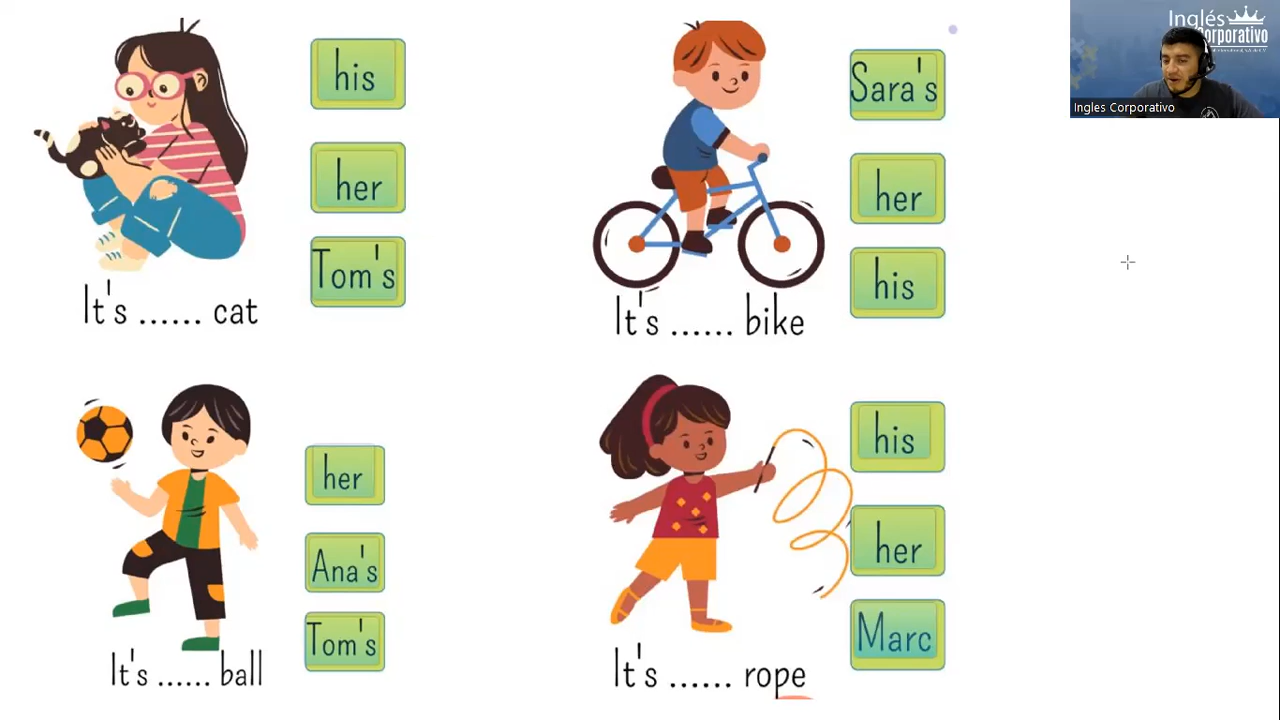 his
her
Tom's
It's ...... cat
Sara's
her
his
It's ...... bike
her
Ana's
Tom's
It's ...... ball
his
her
Marc
It's ...... rope
Inglés
Corporativo
Ingles Corporativo